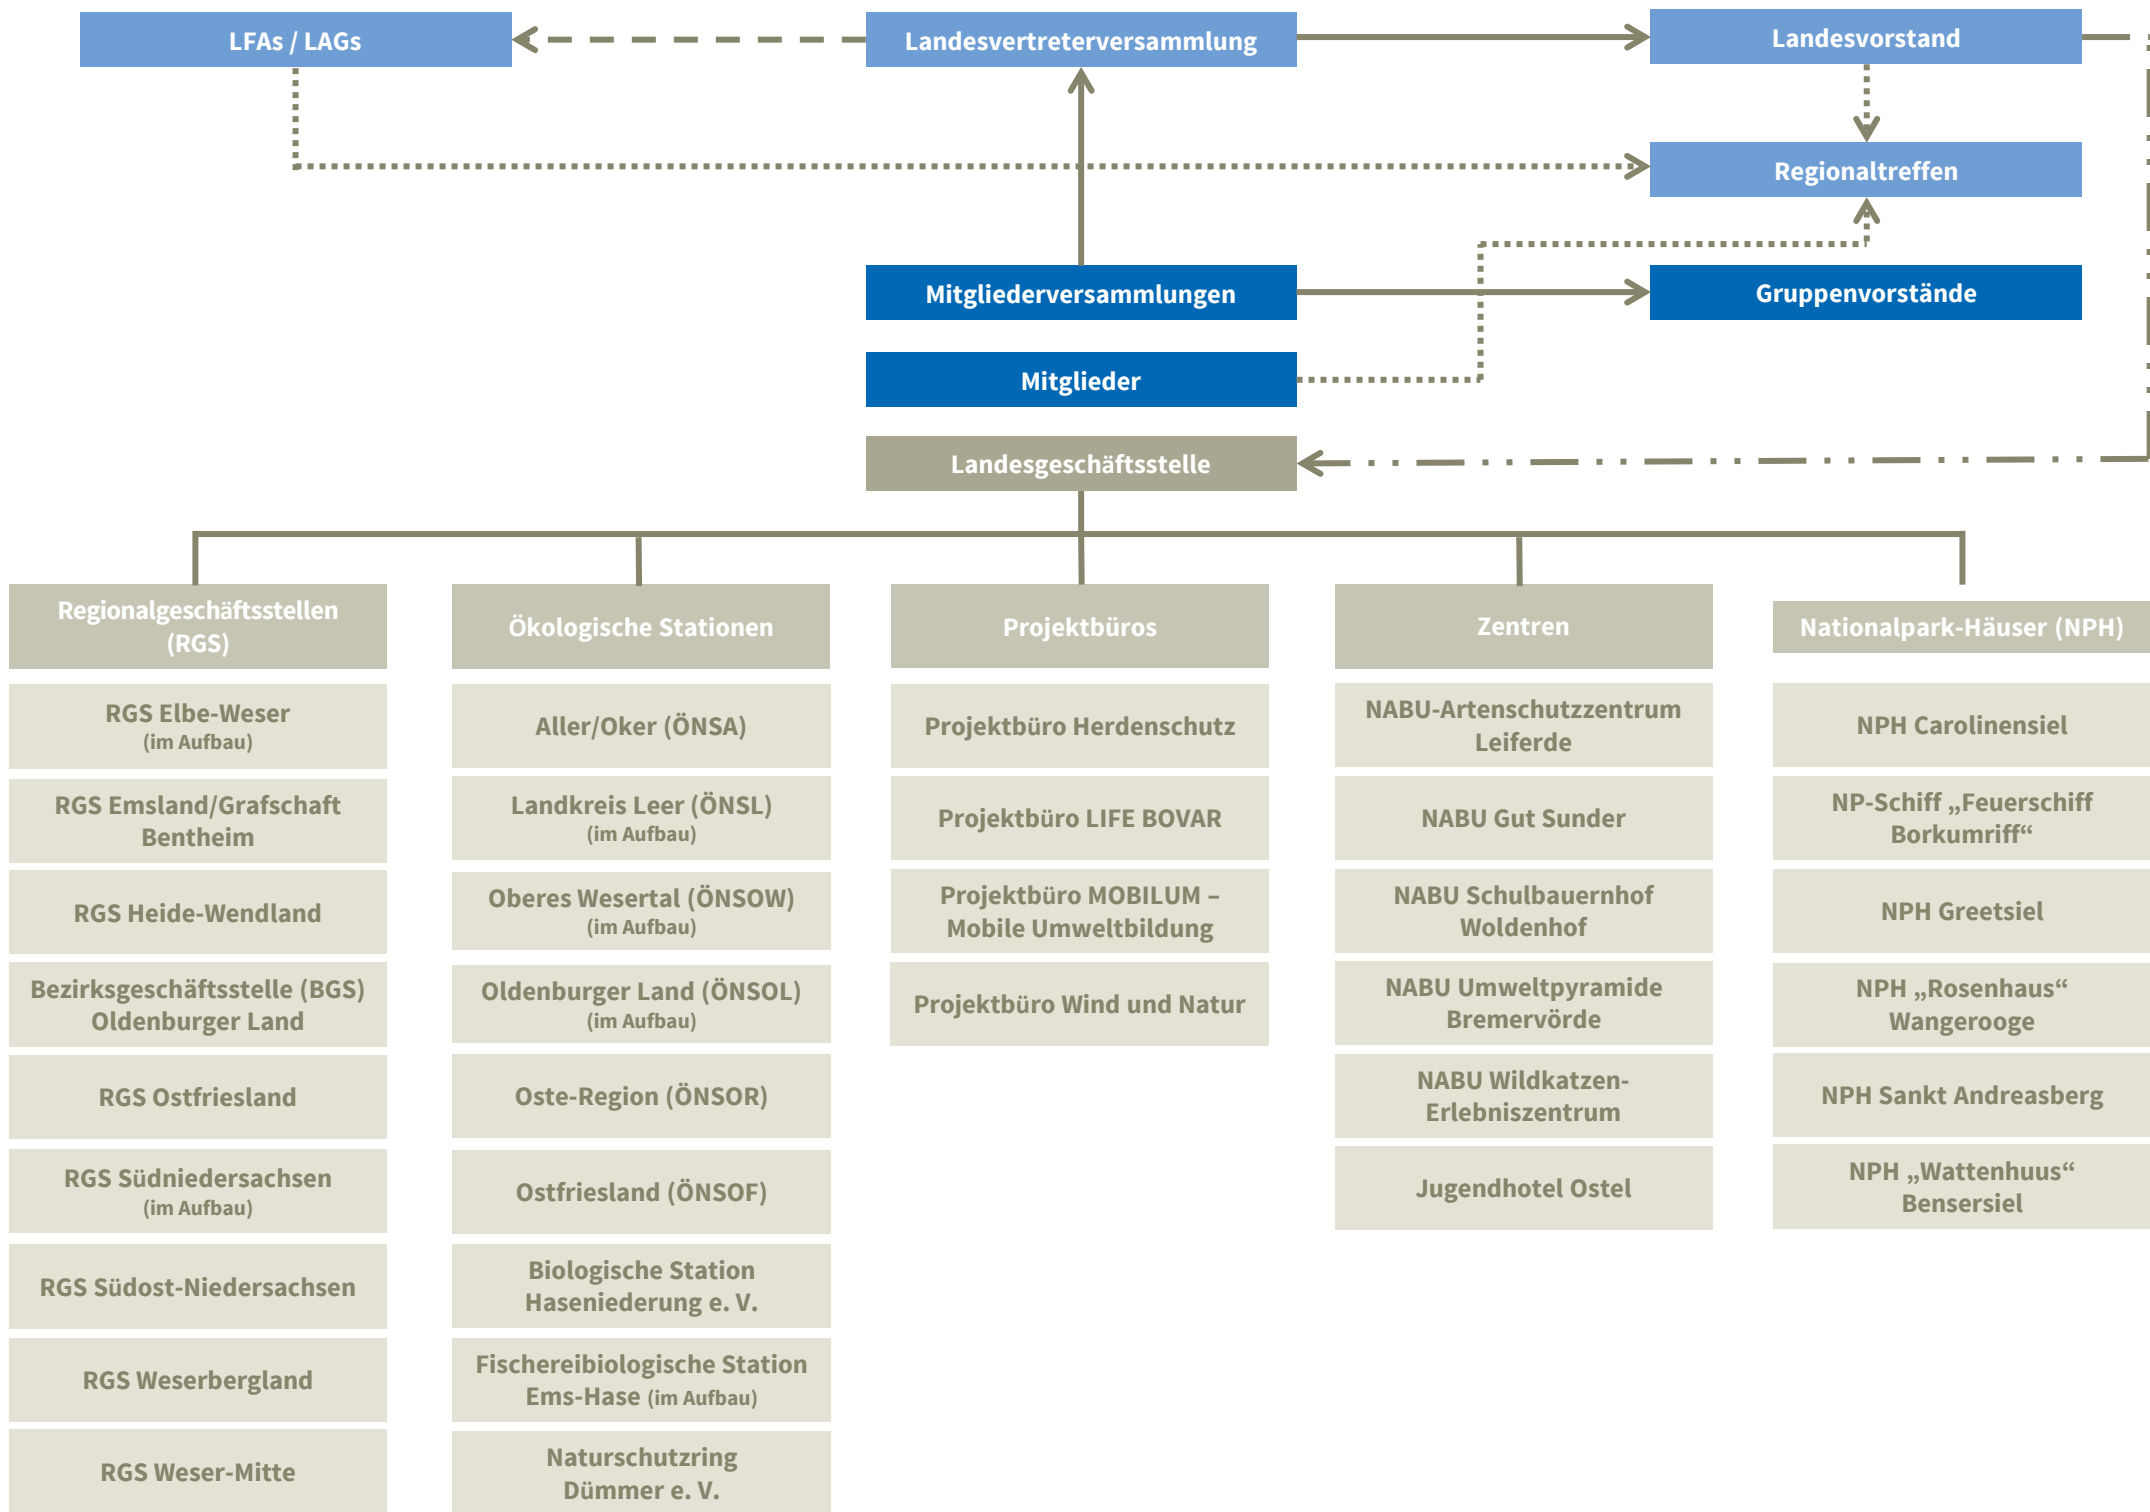 LFAs / LAGs
Landesvertreterversammlung
Landesvorstand
Regionaltreffen
Mitgliederversammlungen
Gruppenvorstände
Mitglieder
Landesgeschäftsstelle
Regionalgeschäftsstellen
(RGS)
RGS Elbe-Weser
(im Aufbau)
RGS Emsland/Grafschaft
Bentheim
RGS Heide-Wendland
Bezirksgeschäftsstelle (BGS)
Oldenburger Land
RGS Ostfriesland
RGS Südniedersachsen
(im Aufbau)
RGS Südost-Niedersachsen
RGS Weserbergland
RGS Weser-Mitte
Ökologische Stationen
Aller/Oker (ÖNSA)
Landkreis Leer (ÖNSL)
(im Aufbau)
Oberes Wesertal (ÖNSOW)
(im Aufbau)
Oldenburger Land (ÖNSOL)
(im Aufbau)
Oste-Region (ÖNSOR)
Ostfriesland (ÖNSOF)
Biologische Station
Haseniederung e. V.
Fischereibiologische Station
Ems-Hase (im Aufbau)
Naturschutzring
Dümmer e. V.
Projektbüros
Projektbüro Herdenschutz
Projektbüro LIFE BOVAR
Projektbüro MOBILUM –
Mobile Umweltbildung
Projektbüro Wind und Natur
Zentren
NABU-Artenschutzzentrum
Leiferde
NABU Gut Sunder
NABU Schulbauernhof
Woldenhof
NABU Umweltpyramide
Bremervörde
NABU Wildkatzen-
Erlebniszentrum
Jugendhotel Ostel
Nationalpark-Häuser (NPH)
NPH Carolinensiel
NP-Schiff „Feuerschiff
Borkumriff“
NPH Greetsiel
NPH „Rosenhaus“
Wangerooge
NPH Sankt Andreasberg
NPH „Wattenhuus“
Bensersiel